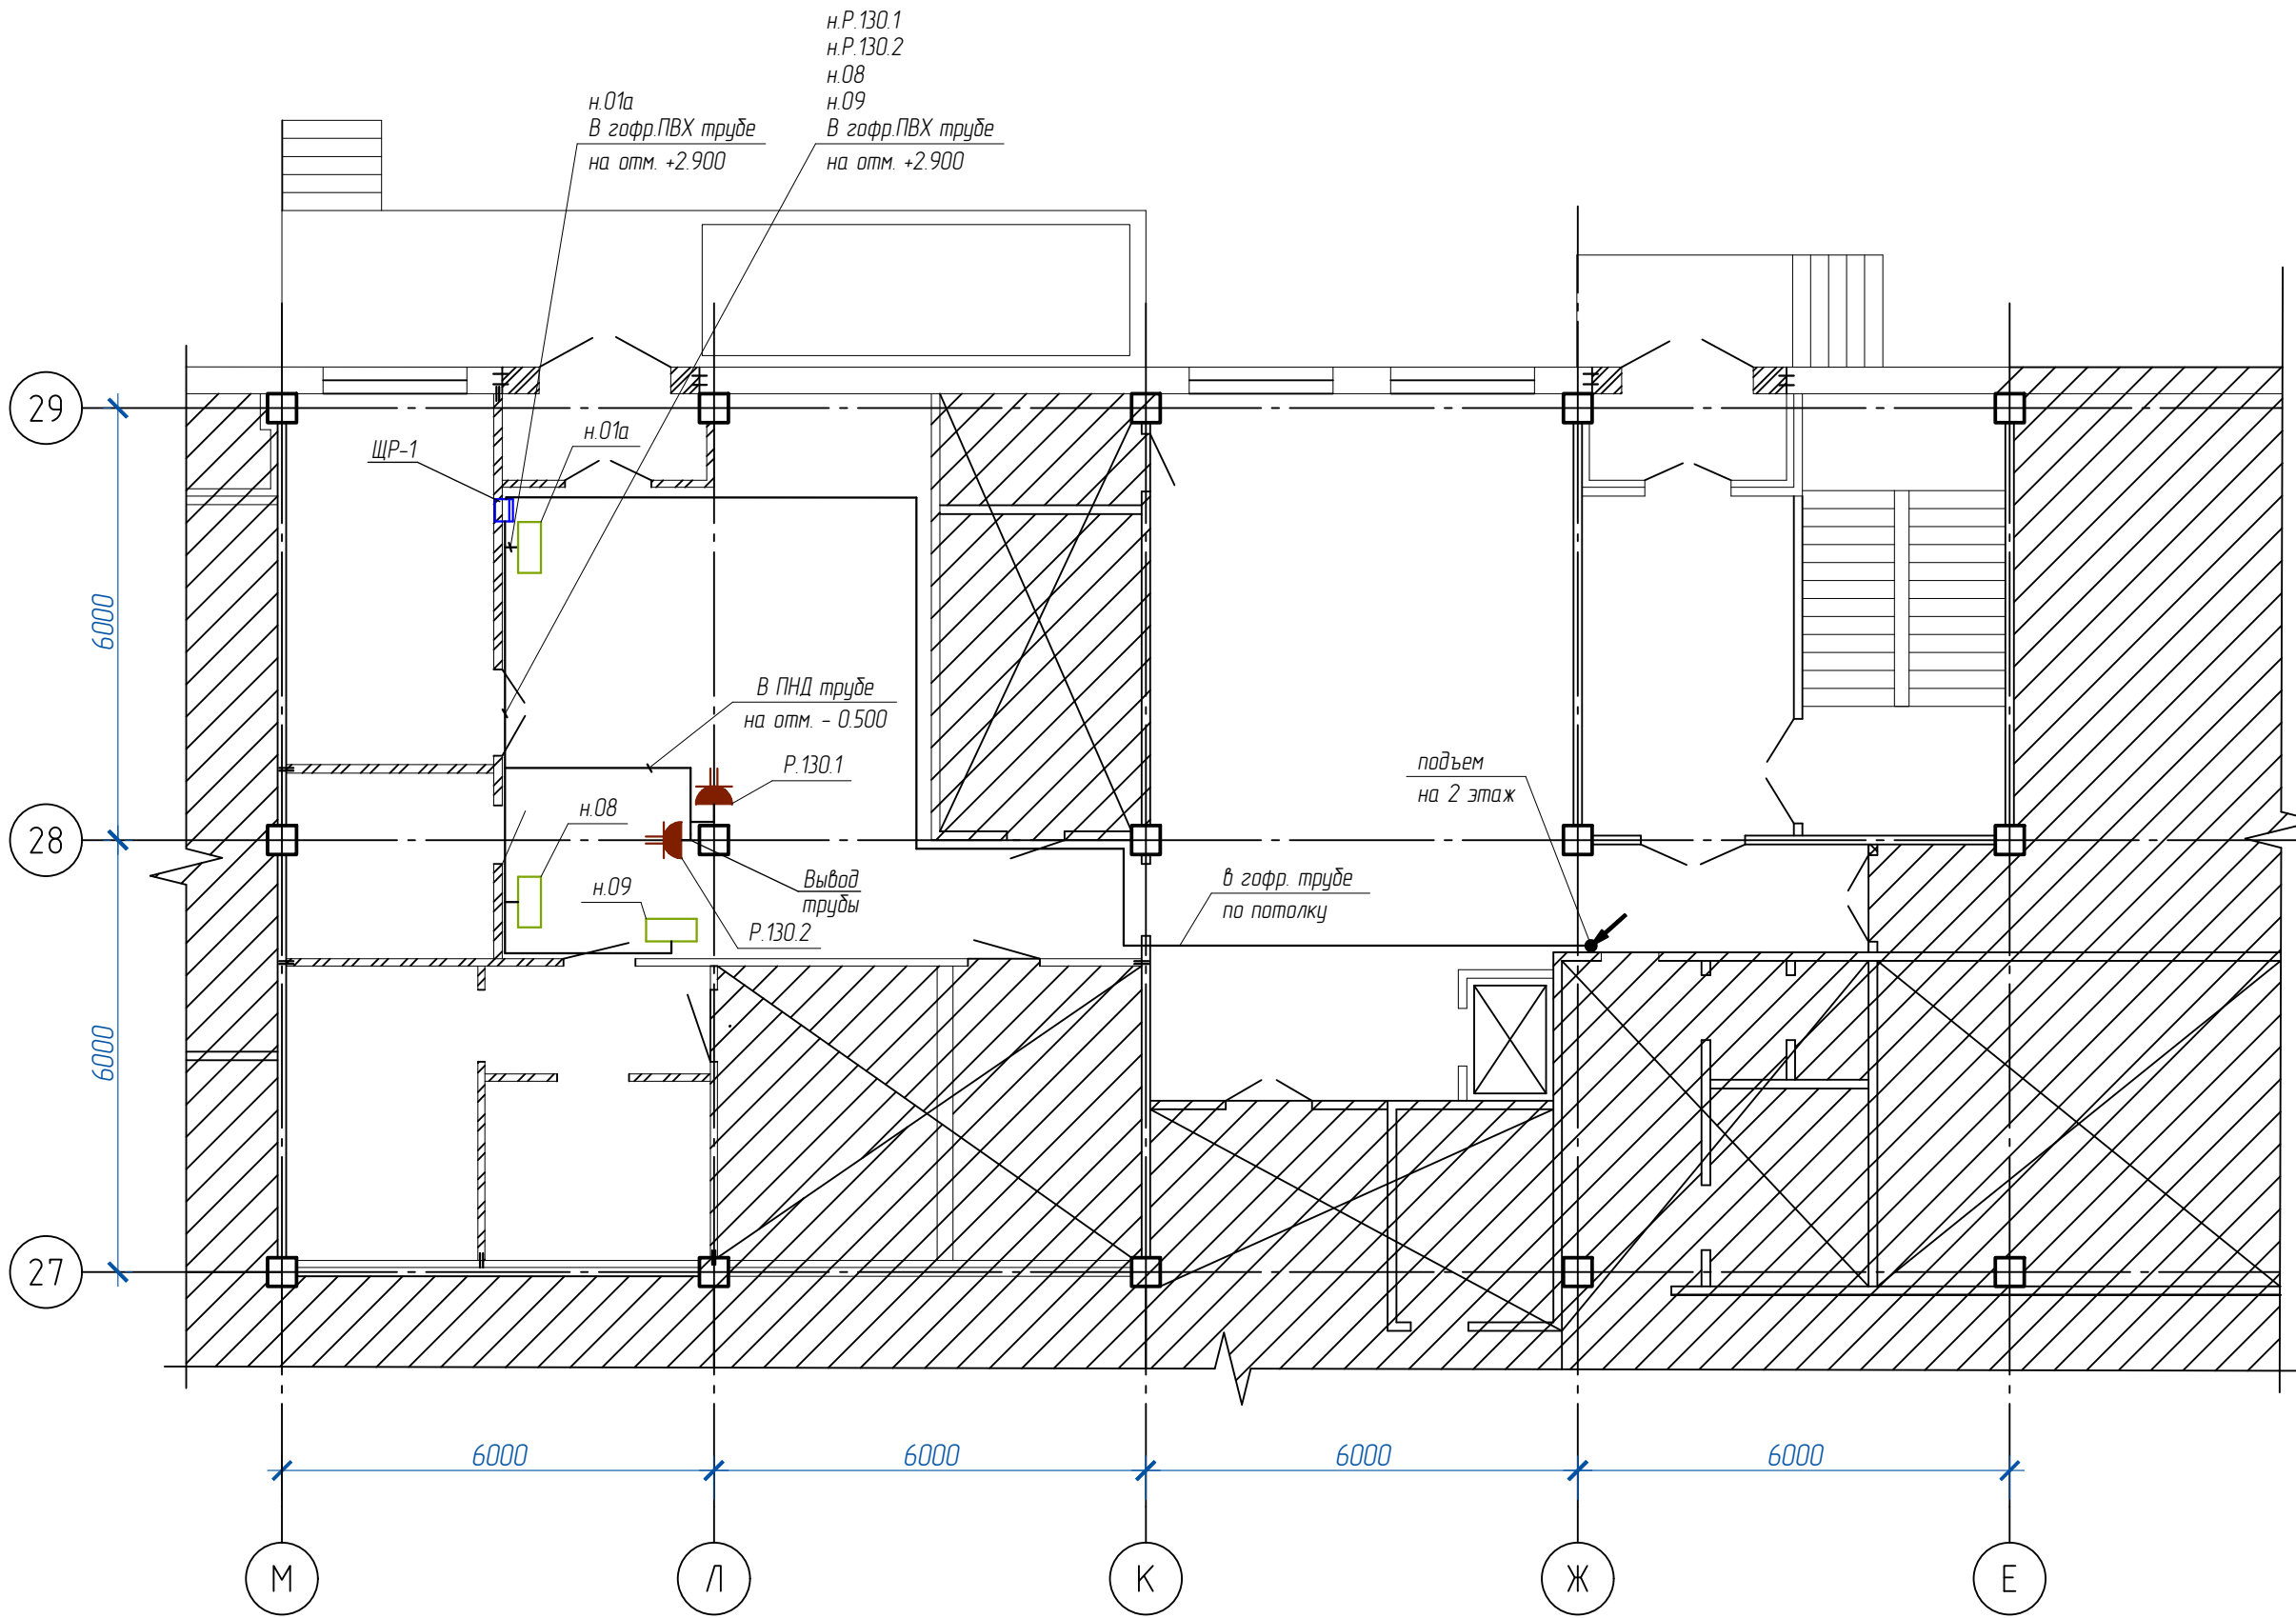 н.Р.130.1
н.Р.130.2
н.08
н.09
В гофр.ПВХ трубе
на отм. +2.900
н.01а
В гофр.ПВХ трубе
на отм. +2.900
29
н.01а
ЩР-1
6000
В ПНД трубе
на отм. - 0.500
Р.130.1
подъем
на 2 этаж
н.08
28
Вывод
трубы
н.09
в гофр. трубе
по потолку
Р.130.2
6000
27
6000
6000
6000
6000
М
Л
К
Ж
Е